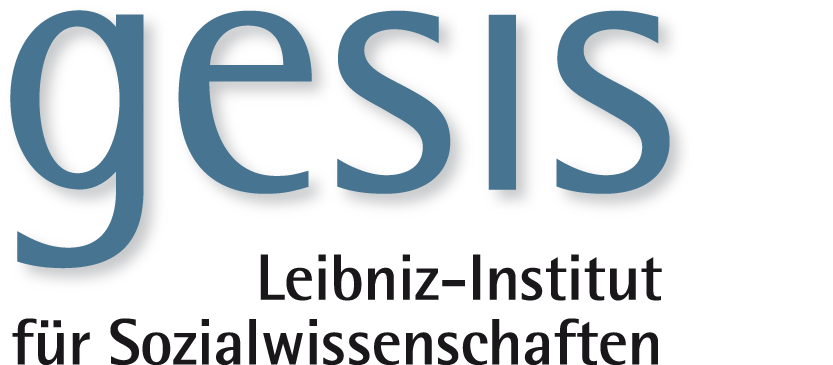 gesis
Leibniz-Institut
für Sozialwissenschaften